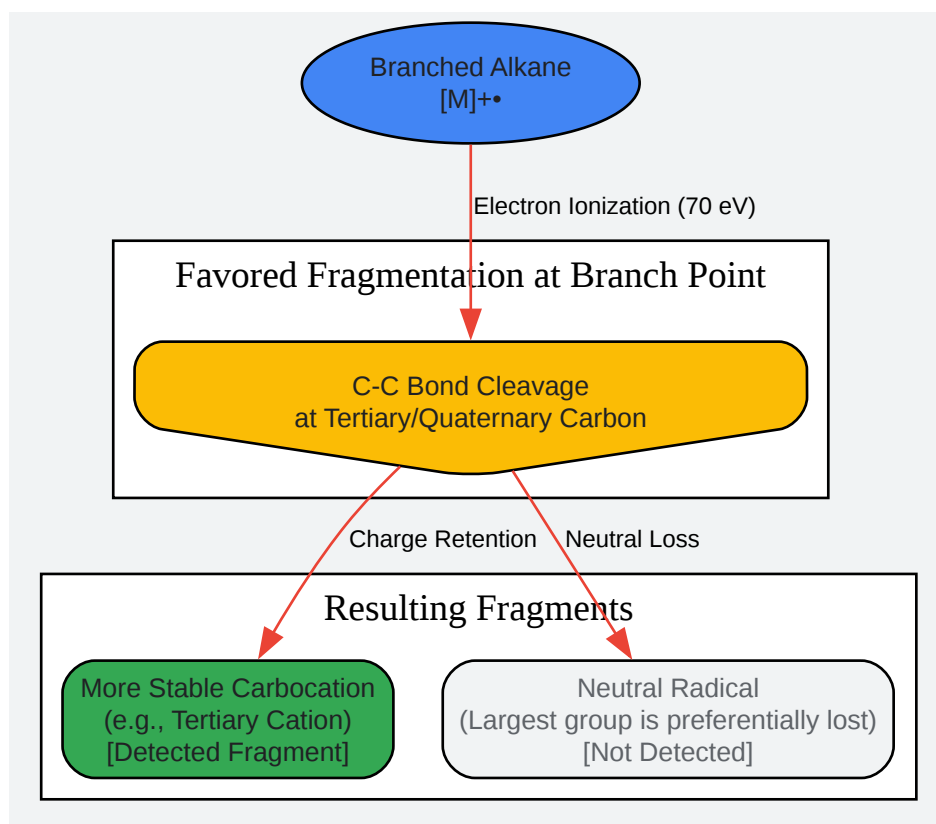 Branched Alkane
[M]+•
Electron Ionization (70 eV)
Favored Fragmentation at Branch Point
C-C Bond Cleavage
at Tertiary/Quaternary Carbon
Charge Retention
Neutral Loss
Resulting Fragments
More Stable Carbocation
(e.g., Tertiary Cation)
[Detected Fragment]
Neutral Radical
(Largest group is preferentially lost)
[Not Detected]